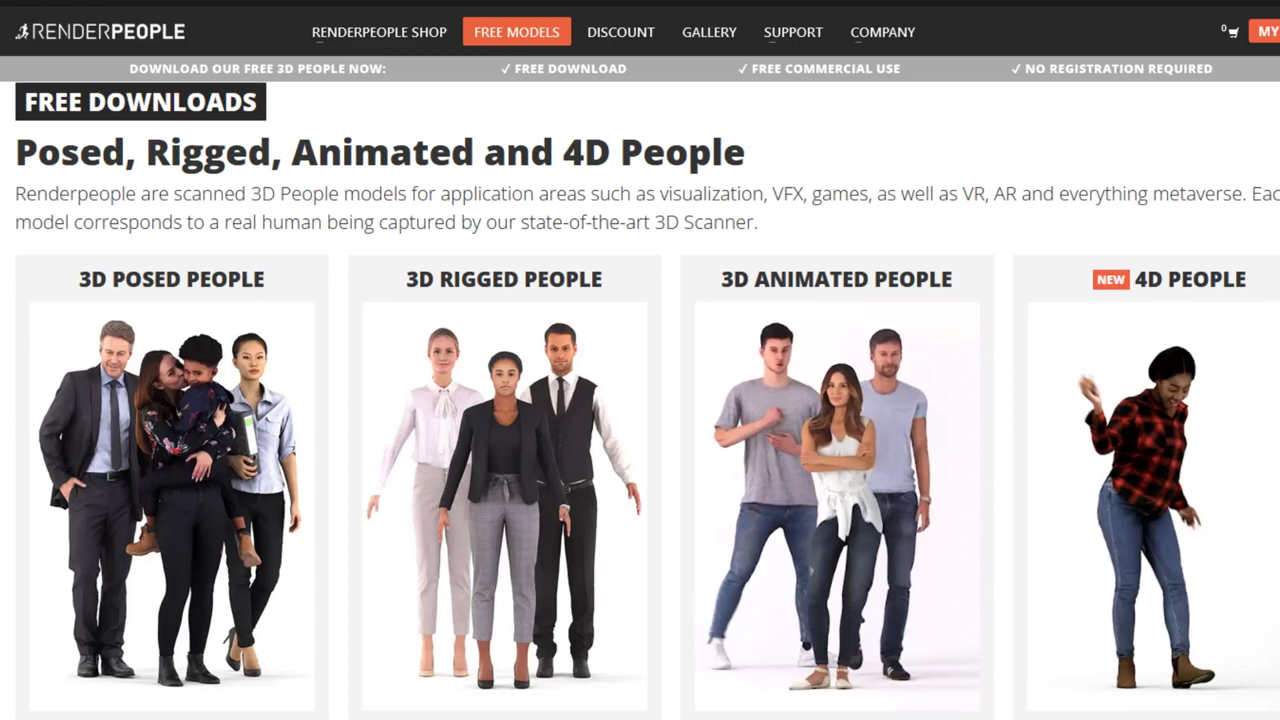 RENDERPEOPLE
RENDERPEOPLE SHOP
FREE MODELS
DISCOUNT
GALLERY
SUPPORT
COMPANY
0
MY
DOWNLOAD OUR FREE 3D PEOPLE NOW:
✓ FREE DOWNLOAD
✓ FREE COMMERCIAL USE
✓ NO REGISTRATION REQUIRED
FREE DOWNLOADS
Posed, Rigged, Animated and 4D People
Renderpeople are scanned 3D People models for application areas such as visualization, VFX, games, as well as VR, AR and everything metaverse. Eac
model corresponds to a real human being captured by our state-of-the-art 3D Scanner.
3D POSED PEOPLE
3D RIGGED PEOPLE
3D ANIMATED PEOPLE
NEW 4D PEOPLE